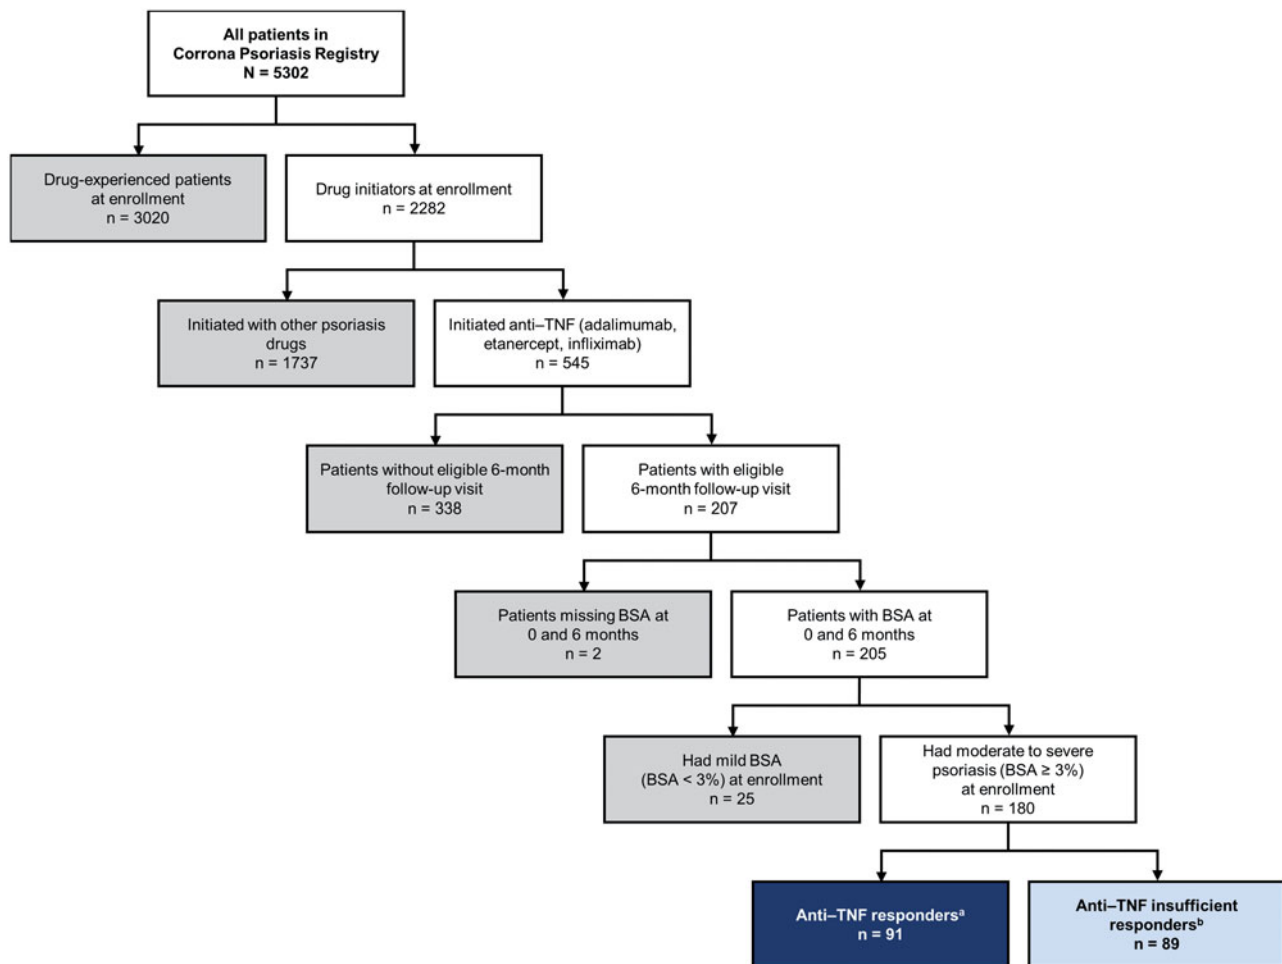 All patients in
Corrona Psoriasis Registry
N = 5302
Drug-experienced patients
at enrollment
n = 3020
Drug initiators at enrollment
n = 2282
Initiated with other psoriasis
drugs
n = 1737
Initiated anti–TNF (adalimumab,
etanercept, infliximab)
n = 545
Patients without eligible 6-month
follow-up visit
n = 338
Patients with eligible
6-month follow-up visit
n = 207
Patients missing BSA at
0 and 6 months
n = 2
Patients with BSA at
0 and 6 months
n = 205
Had mild BSA
(BSA < 3%) at enrollment
n = 25
Had moderate to severe
psoriasis (BSA ≥ 3%)
at enrollment
n = 180
Anti–TNF respondersᵃ
n = 91
Anti–TNF insufficient
respondersᵇ
n = 89